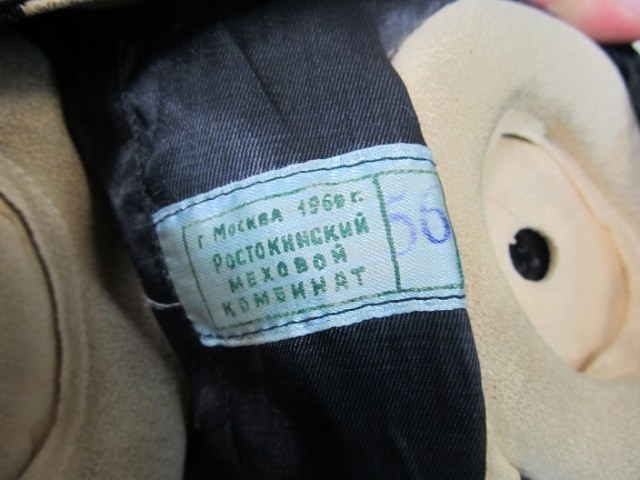 г. Москва 1969 г.
РОСТОКИНСКИЙ
МЕХОВОЙ
КОМБИНАТ
56